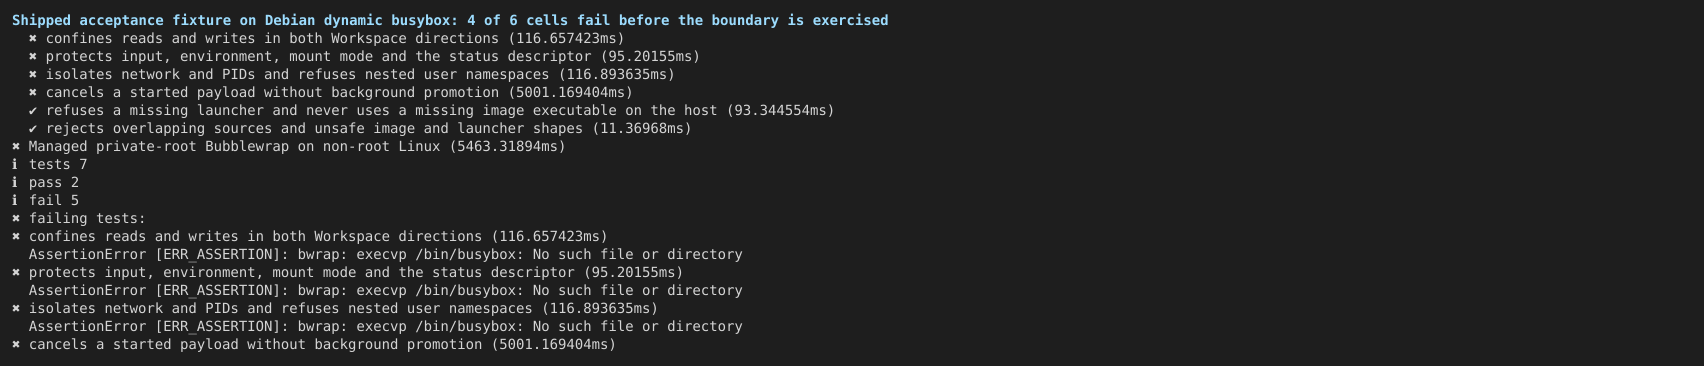 Shipped acceptance fixture on Debian dynamic busybox: 4 of 6 cells fail before the boundary is exercised
✖ confines reads and writes in both Workspace directions (116.657423ms)
✖ protects input, environment, mount mode and the status descriptor (95.20155ms)
✖ isolates network and PIDs and refuses nested user namespaces (116.893635ms)
✖ cancels a started payload without background promotion (5001.169404ms)
✔ refuses a missing launcher and never uses a missing image executable on the host (93.344554ms)
✔ rejects overlapping sources and unsafe image and launcher shapes (11.36968ms)
✖ Managed private-root Bubblewrap on non-root Linux (5463.31894ms)
ℹ tests 7
ℹ pass 2
ℹ fail 5
✖ failing tests:
✖ confines reads and writes in both Workspace directions (116.657423ms)
AssertionError [ERR_ASSERTION]: bwrap: execvp /bin/busybox: No such file or directory
✖ protects input, environment, mount mode and the status descriptor (95.20155ms)
AssertionError [ERR_ASSERTION]: bwrap: execvp /bin/busybox: No such file or directory
✖ isolates network and PIDs and refuses nested user namespaces (116.893635ms)
AssertionError [ERR_ASSERTION]: bwrap: execvp /bin/busybox: No such file or directory
✖ cancels a started payload without background promotion (5001.169404ms)